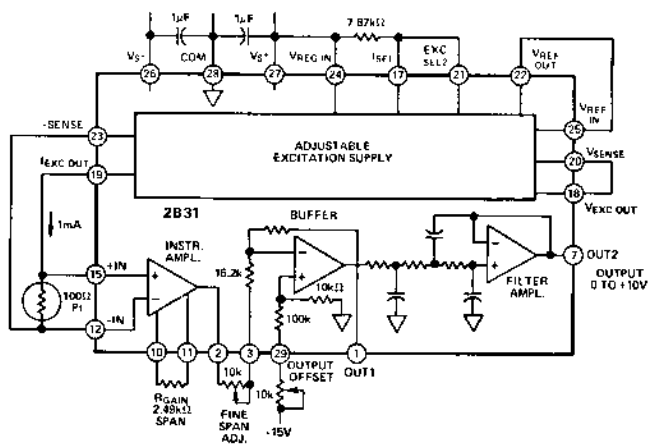 1μF
1μF
7.87kΩ
VS-
COM
VS+
VREG IN
ISEL
EXC
SEL2
VREF
OUT
26
28
27
24
17
21
22
VREF
IN
-SENSE
23
25
ADJUSTABLE
EXCITATION SUPPLY
20
VSENSE
IEXC OUT
19
18
VEXC OUT
2B31
BUFFER
1mA
INSTR.
AMPL.
+IN
15
16.2k
7
OUT2
OUTPUT
0 TO +10V
FILTER
AMPL.
100Ω
Pt
10kΩ
100k
12
-IN
10
11
2
3
29
OUTPUT
OFFSET
1
OUT1
10k
10k
RGAIN
2.49kΩ
SPAN
FINE
SPAN
ADJ.
-15V